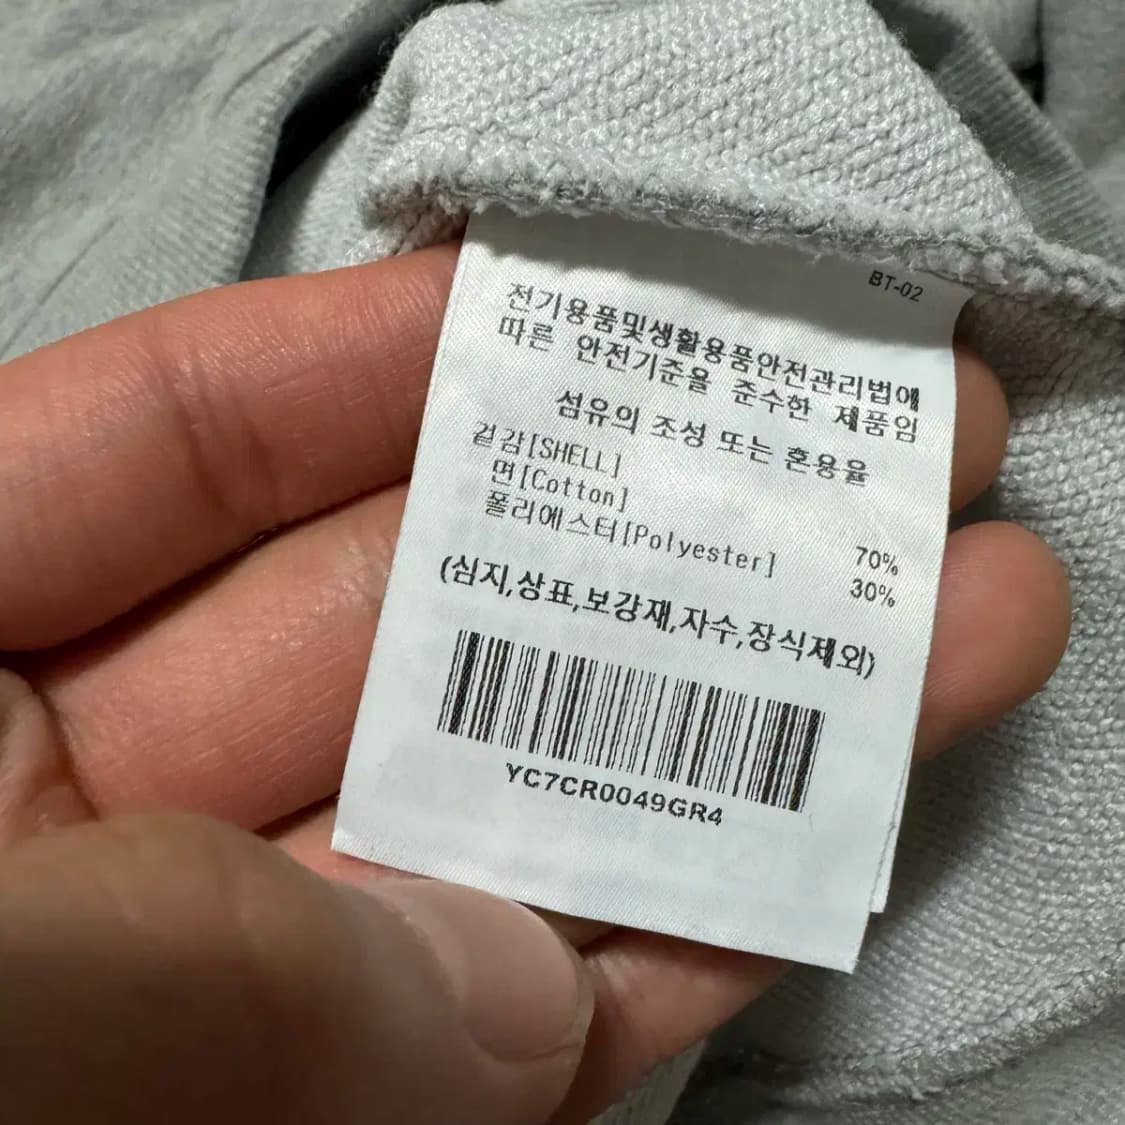 BT-02
전기용품및생활용품안전관리법에
따른 안전기준을 준수한 제품임
섬유의 조성 또는 혼용율
겉감[SHELL]
면[Cotton] 70%
폴리에스터[Polyester] 30%
(심지,상표,보강재,자수,장식제외)
YC7CR0049GR4